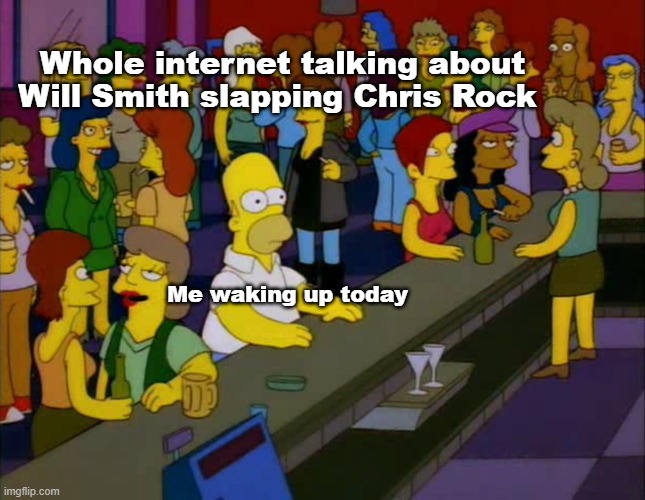 Whole internet talking about
Will Smith slapping Chris Rock
Me waking up today
imgflip.com